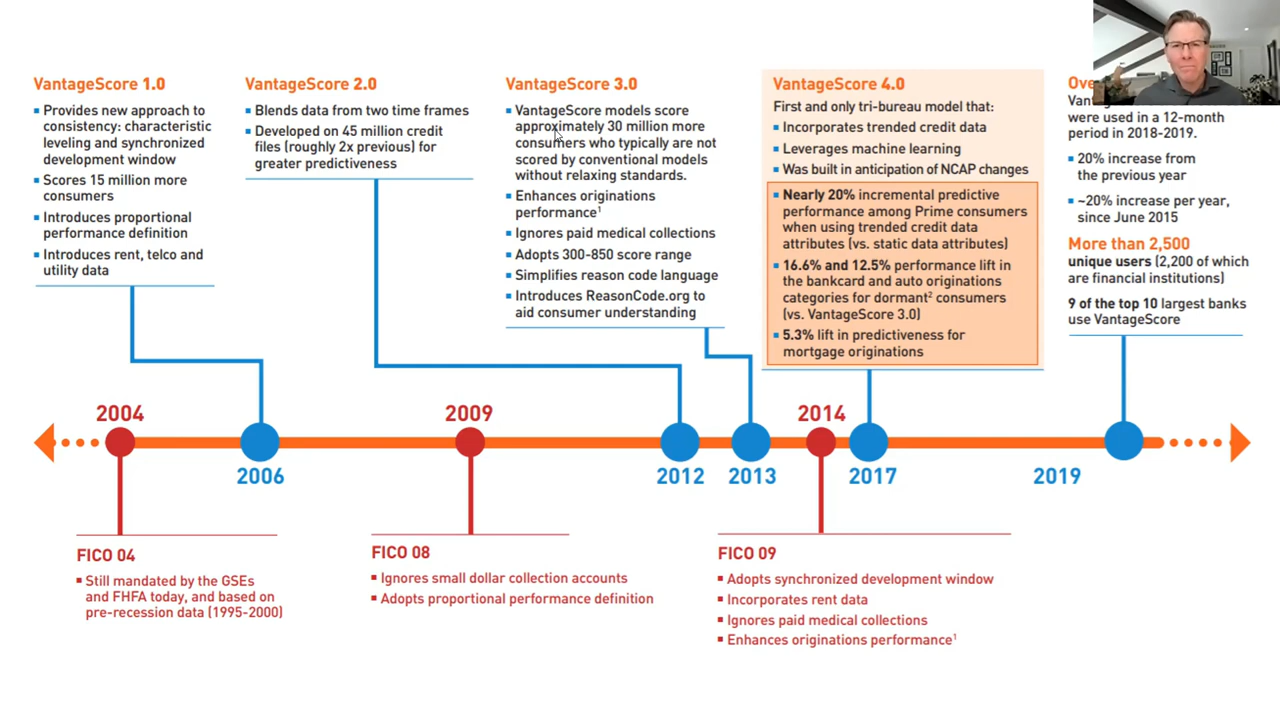 VantageScore 1.0
▪ Provides new approach to
consistency: characteristic
leveling and synchronized
development window
▪ Scores 15 million more
consumers
▪ Introduces proportional
performance definition
▪ Introduces rent, telco and
utility data
VantageScore 2.0
▪ Blends data from two time frames
▪ Developed on 45 million credit
files (roughly 2x previous) for
greater predictiveness
VantageScore 3.0
▪ VantageScore models score
approximately 30 million more
consumers who typically are not
scored by conventional models
without relaxing standards.
▪ Enhances originations
performance¹
▪ Ignores paid medical collections
▪ Adopts 300-850 score range
▪ Simplifies reason code language
▪ Introduces ReasonCode.org to
aid consumer understanding
VantageScore 4.0
First and only tri-bureau model that:
▪ Incorporates trended credit data
▪ Leverages machine learning
▪ Was built in anticipation of NCAP changes
▪ Nearly 20% incremental predictive
performance among Prime consumers
when using trended credit data
attributes (vs. static data attributes)
▪ 16.6% and 12.5% performance lift in
the bankcard and auto originations
categories for dormant² consumers
(vs. VantageScore 3.0)
▪ 5.3% lift in predictiveness for
mortgage originations
were used in a 12-month
period in 2018-2019.
▪ 20% increase from
the previous year
▪ ~20% increase per year,
since June 2015
More than 2,500
unique users (2,200 of which
are financial institutions)
9 of the top 10 largest banks
use VantageScore
2004
2009
2014
2006
2012
2013
2017
2019
FICO 04
▪ Still mandated by the GSEs
and FHFA today, and based on
pre-recession data (1995-2000)
FICO 08
▪ Ignores small dollar collection accounts
▪ Adopts proportional performance definition
FICO 09
▪ Adopts synchronized development window
▪ Incorporates rent data
▪ Ignores paid medical collections
▪ Enhances originations performance¹